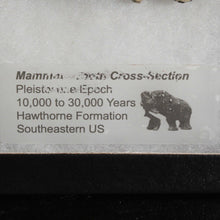 Cross-Section
Pleistocene Epoch
10,000 to 30,000 Years
Hawthorne Formation
Southeastern US